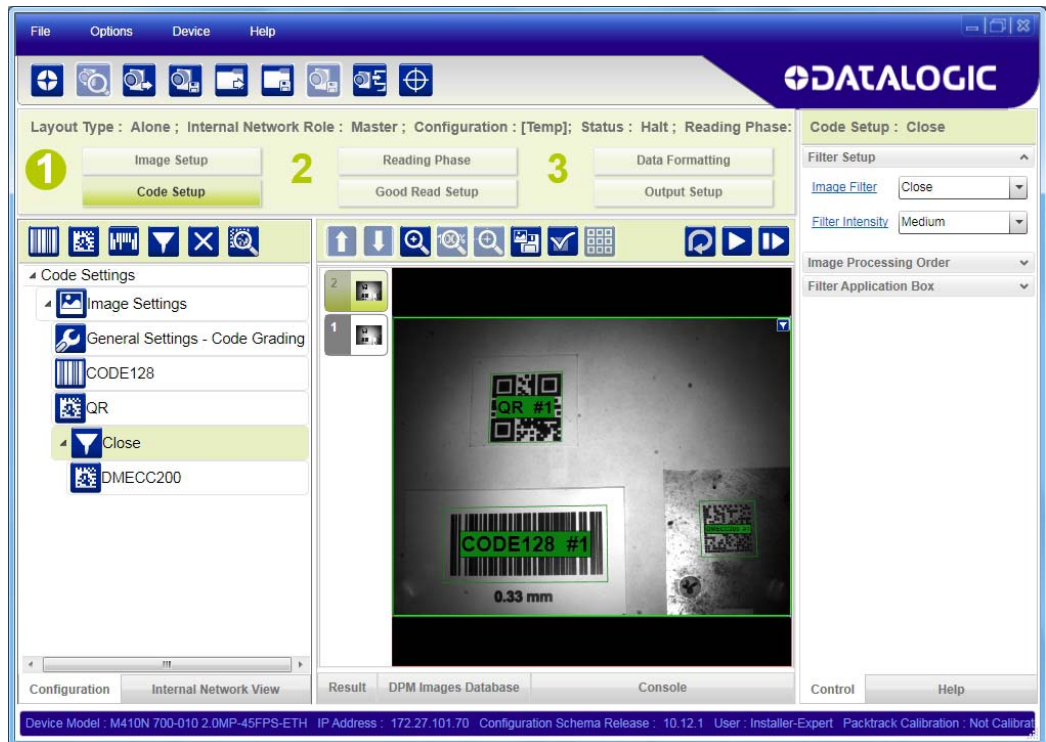 File Options Device Help
DATALOGIC
Layout Type : Alone ; Internal Network Role : Master ; Configuration : [Temp]; Status : Halt ; Reading Phase:
1 Image Setup
Code Setup
2 Reading Phase
Good Read Setup
3 Data Formatting
Output Setup
Code Setup : Close
Filter Setup
Image Filter Close
Filter Intensity Medium
Image Processing Order
Filter Application Box
Code Settings
Image Settings
General Settings - Code Grading
CODE128
QR
Close
DMECC200
100%
2
1
QR #1
CODE128 #1
DMECC200 #1
0.33 mm
Configuration Internal Network View
Result DPM Images Database Console
Control Help
Device Model : M410N 700-010 2.0MP-45FPS-ETH IP Address : 172.27.101.70 Configuration Schema Release : 10.12.1 User : Installer-Expert Packtrack Calibration : Not Calibrat